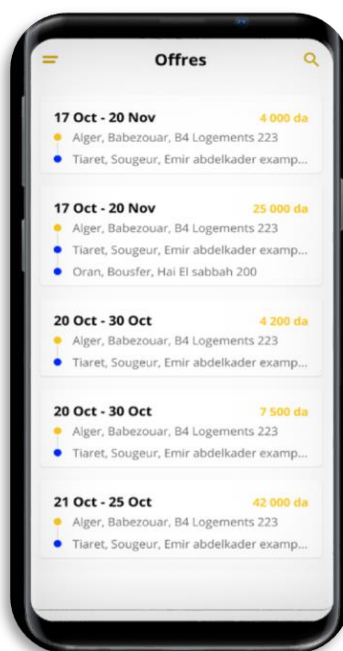 Offres
17 Oct - 20 Nov 4 000 da
Alger, Babezouar, B4 Logements 223
Tiaret, Sougeur, Emir abdelkader examp...
17 Oct - 20 Nov 25 000 da
Alger, Babezouar, B4 Logements 223
Tiaret, Sougeur, Emir abdelkader examp...
Oran, Bousfer, Hai El sabbah 200
20 Oct - 30 Oct 4 200 da
Alger, Babezouar, B4 Logements 223
Tiaret, Sougeur, Emir abdelkader examp...
20 Oct - 30 Oct 7 500 da
Alger, Babezouar, B4 Logements 223
Tiaret, Sougeur, Emir abdelkader examp...
21 Oct - 25 Oct 42 000 da
Alger, Babezouar, B4 Logements 223
Tiaret, Sougeur, Emir abdelkader examp...